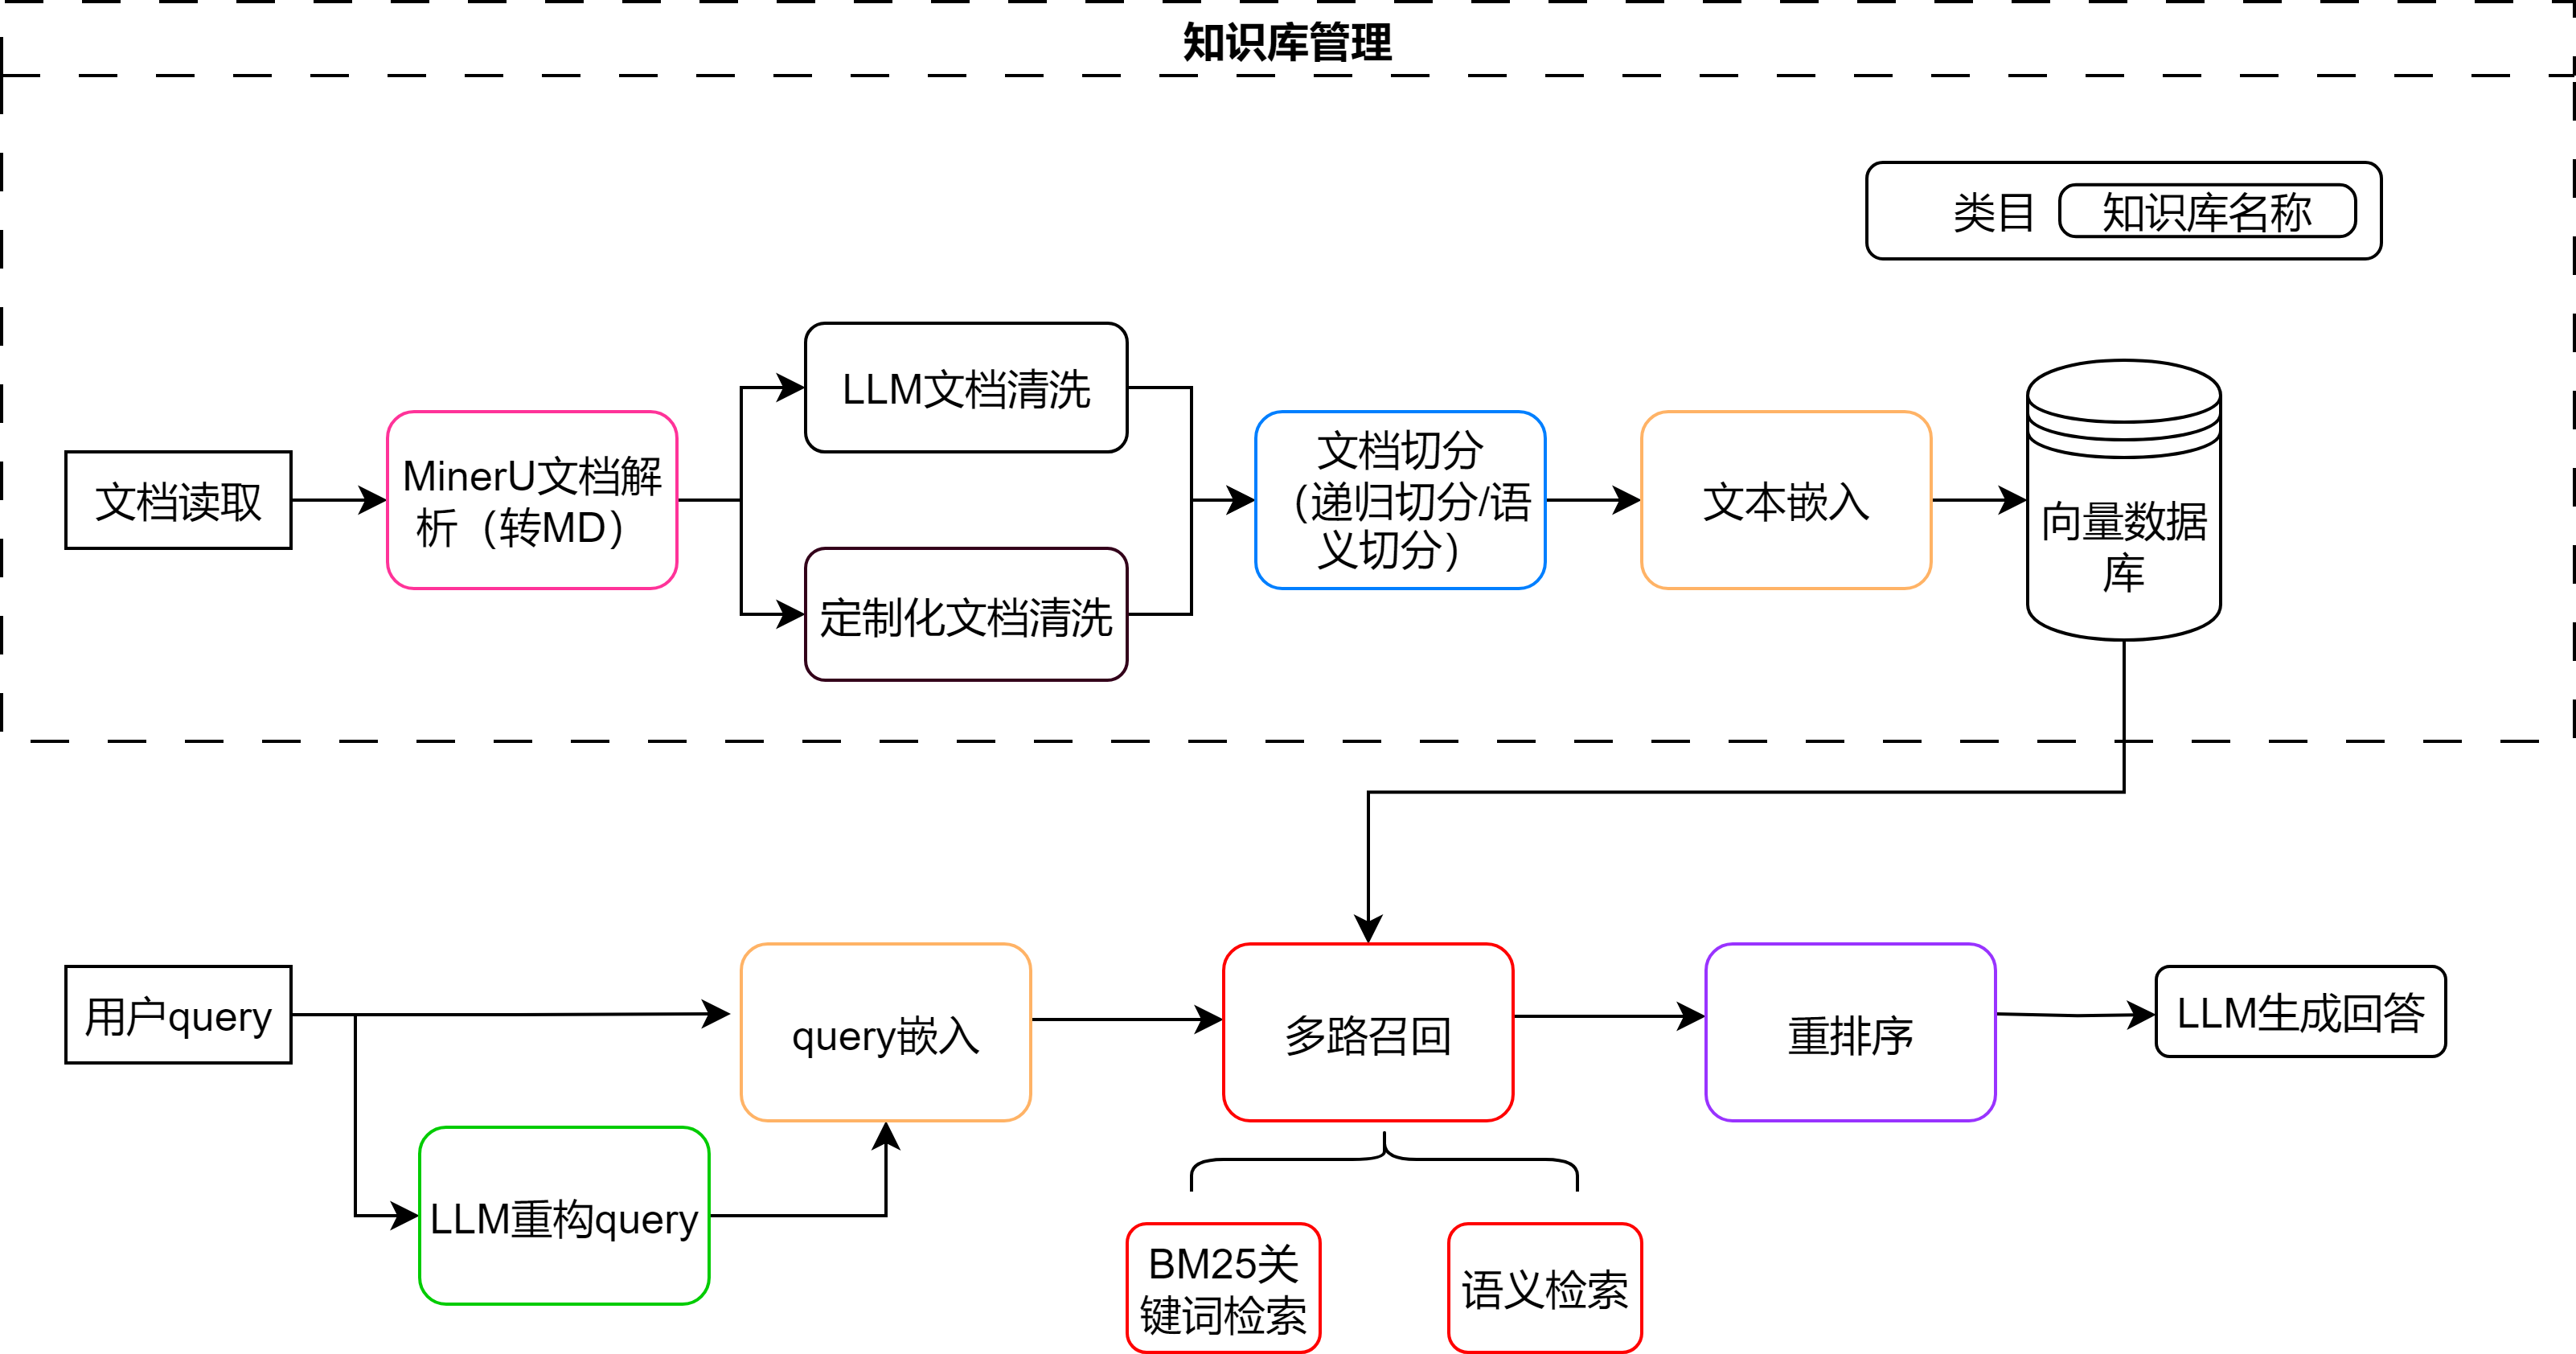 知识库管理
类目
知识库名称
LLM文档清洗
文档读取
MinerU文档解
析（转MD）
定制化文档清洗
文档切分
（递归切分/语
义切分）
文本嵌入
向量数据
库
用户query
query嵌入
多路召回
重排序
LLM生成回答
LLM重构query
BM25关
键词检索
语义检索